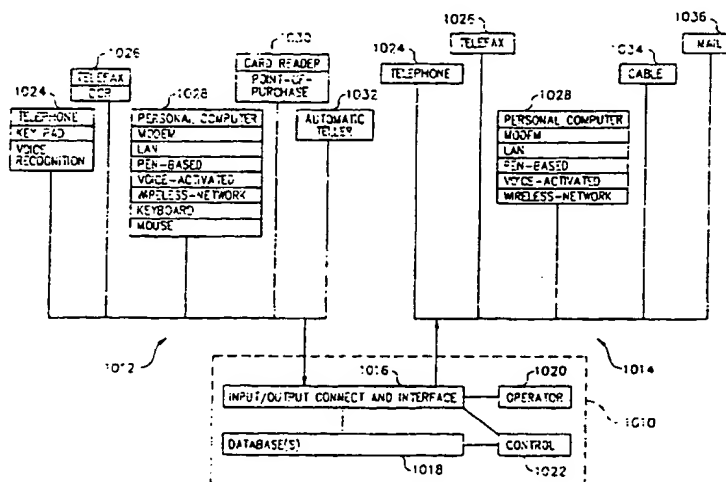 1036
MAIL
1026
TELEFAX
1034
CABLE
1024
TELEPHONE
1028
PERSONAL COMPUTER
MODEM
LAN
PEN-BASED
VOICE-ACTIVATED
WIRELESS-NETWORK
1030
CARD READER
POINT-OF-
PURCHASE
1026
TELEFAX
OCR
1032
AUTOMATIC
TELLER
1024
TELEPHONE
KEY PAD
VOICE
RECOGNITION
1028
PERSONAL COMPUTER
MODEM
LAN
PEN-BASED
VOICE-ACTIVATED
WIRELESS-NETWORK
KEYBOARD
MOUSE
1012
1014
1016
INPUT/OUTPUT CONNECT AND INTERFACE
1020
OPERATOR
1010
DATABASE(S)
1018
CONTROL
1022